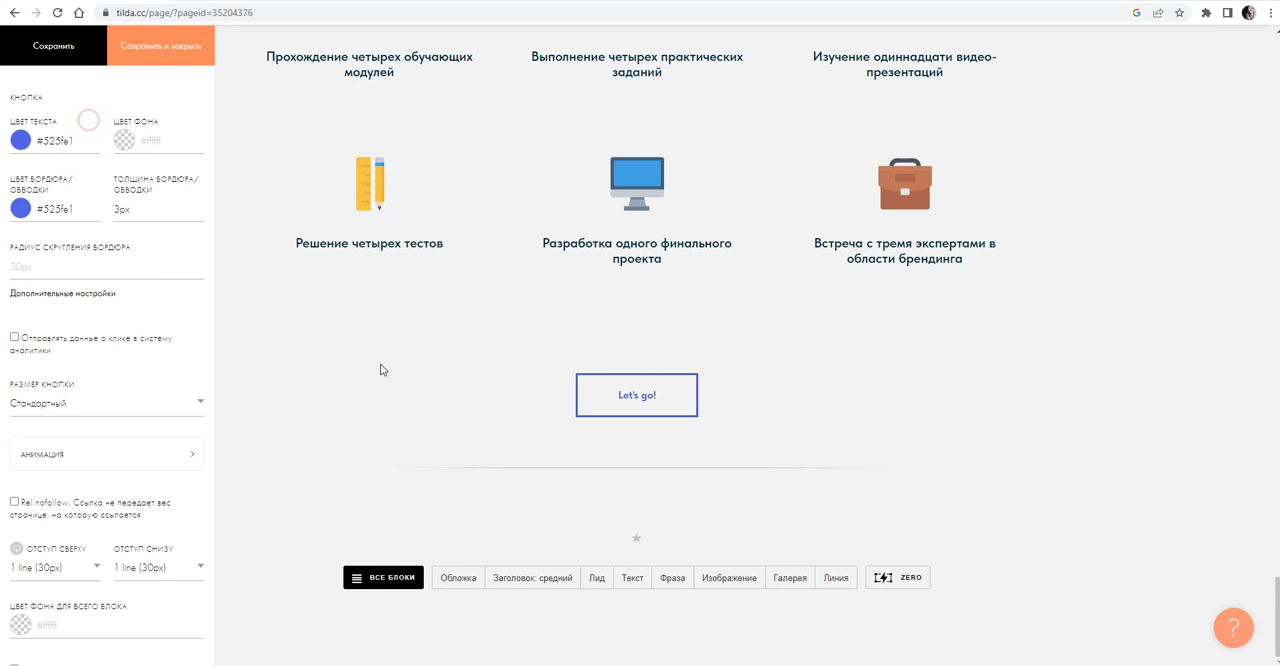 tilda.cc/page/?pageid=35204376
Сохранить
Сохранить и закрыть
КНОПКА
ЦВЕТ ТЕКСТА
ЦВЕТ ФОНА
#525fe1
#ffffff
ЦВЕТ БОРДЮРА/
ОБВОДКИ
ТОЛЩИНА БОРДЮРА/
ОБВОДКИ
#525fe1
3px
РАДИУС СКРУГЛЕНИЯ БОРДЮРА
30px
Дополнительные настройки
Отправлять данные о клике в систему
аналитики
РАЗМЕР КНОПКИ
Стандартный
АНИМАЦИЯ
Rel nofollow. Ссылка не передает вес
странице, на которую ссылается
ОТСТУП СВЕРХУ
ОТСТУП СНИЗУ
1 line (30px)
1 line (30px)
ЦВЕТ ФОНА ДЛЯ ВСЕГО БЛОКА
#ffffff
Прохождение четырех обучающих
модулей
Выполнение четырех практических
заданий
Изучение одиннадцати видео-
презентаций
Решение четырех тестов
Разработка одного финального
проекта
Встреча с тремя экспертами в
области брендинга
Let's go!
ВСЕ БЛОКИ
Обложка
Заголовок: средний
Лид
Текст
Фраза
Изображение
Галерея
Линия
ZERO
?